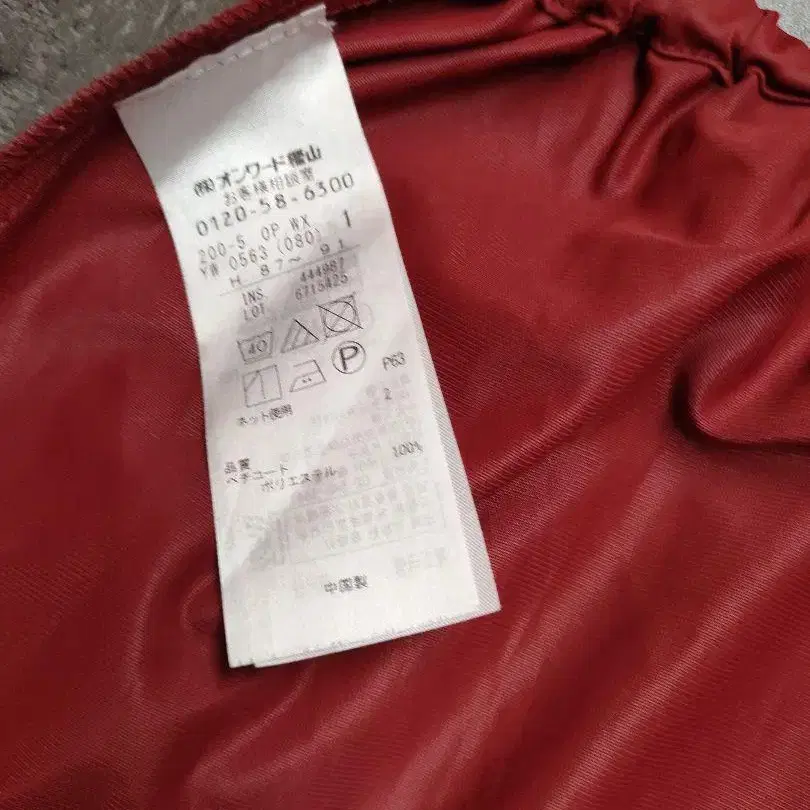 (株)オンワード樫山
お客様相談室
0120-58-6300
200-5 OP WX 1
YW 0563 (080)
H 87〜91
INS. 444987
LOT. 6715425
40
P P63
2
ネット使用
品質
ペチコート
ポリエステル 100%
中国製